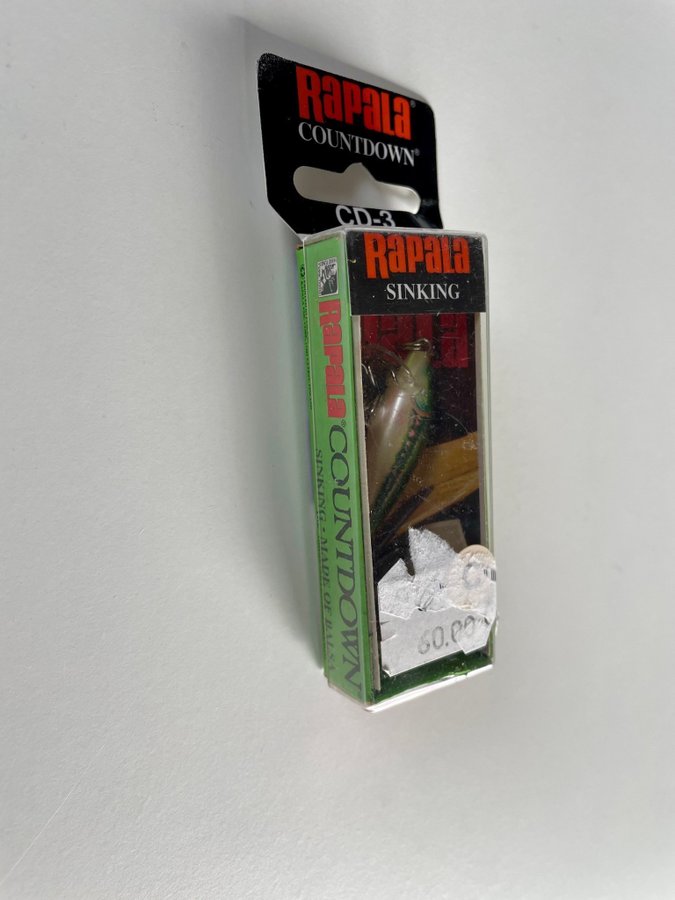 RAPALA®
COUNTDOWN®
CD-3
RAPALA
SINKING
RAPALA® COUNTDOWN
SINKING • MADE OF BALSA
60.00